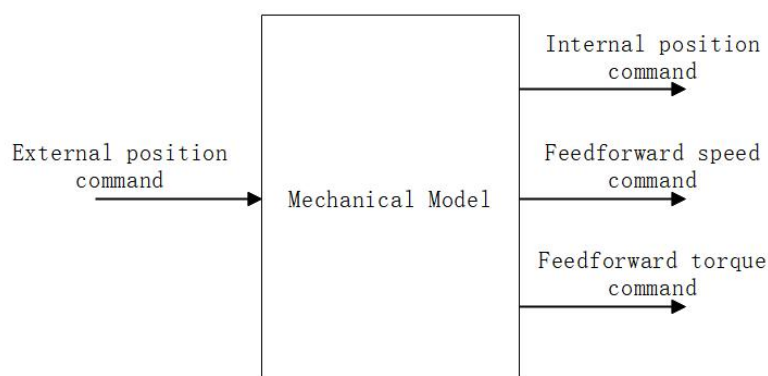 External position
command
Mechanical Model
Internal position
command
Feedforward speed
command
Feedforward torque
command